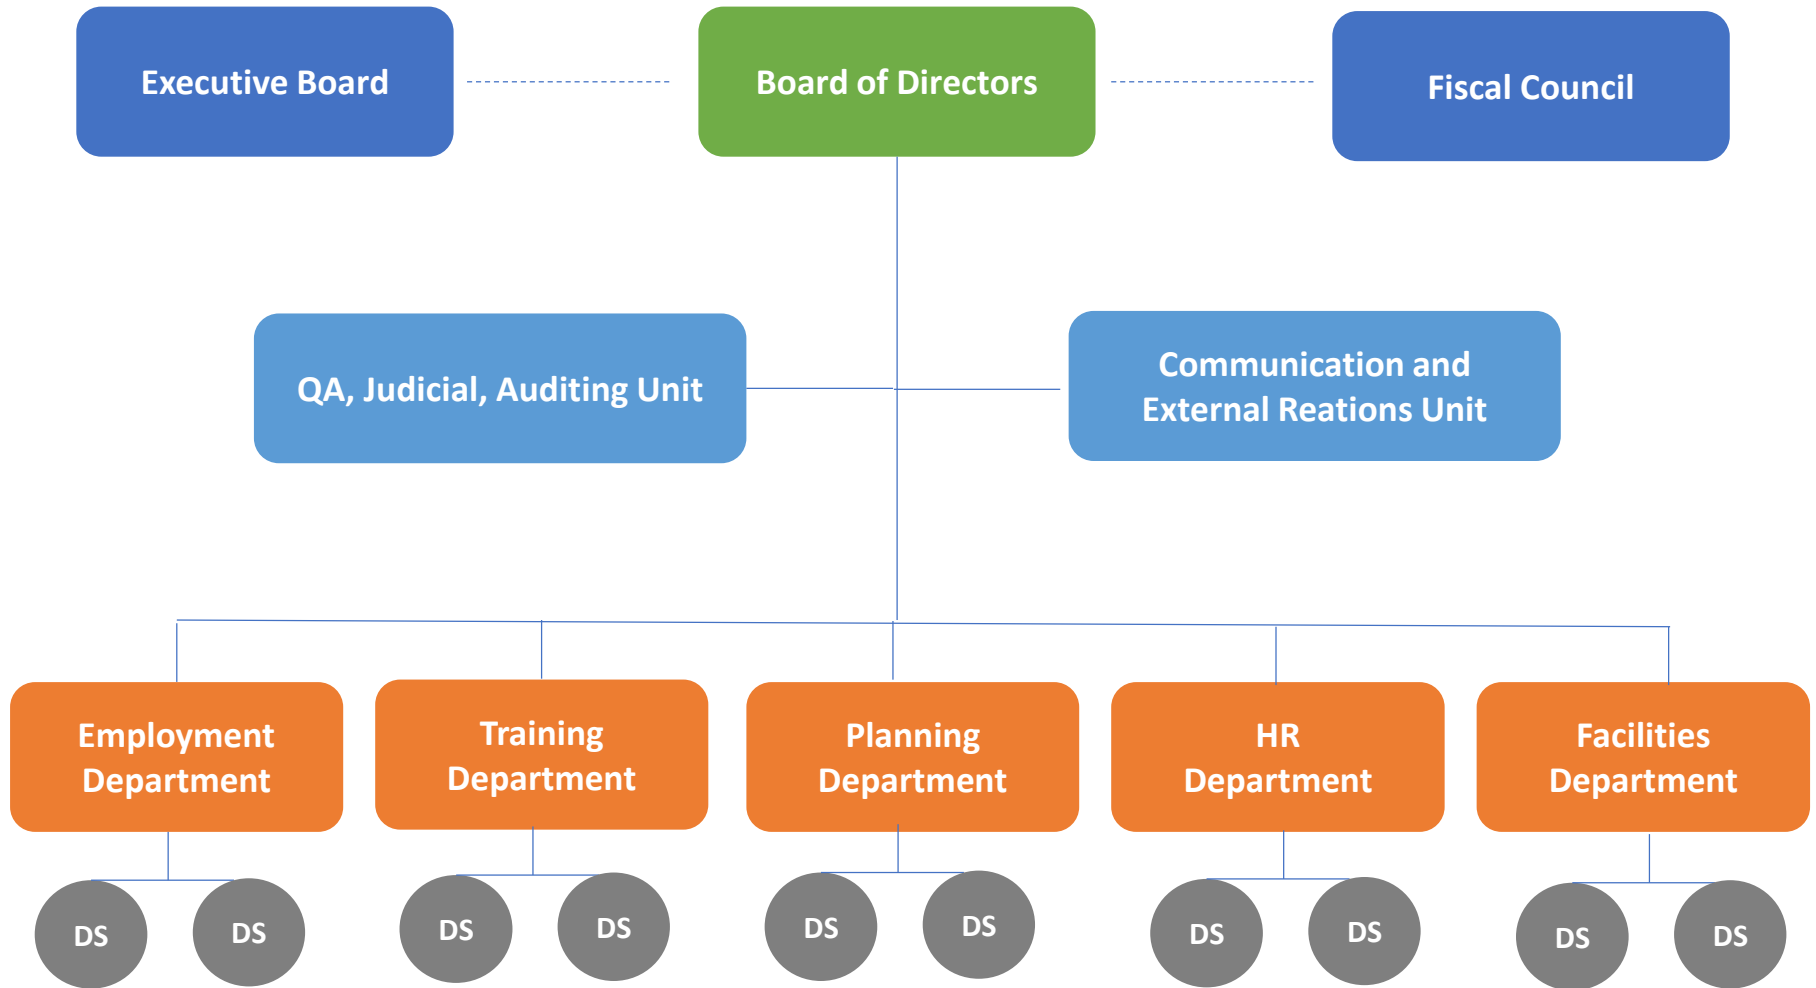 Executive Board
Board of Directors
Fiscal Council
QA, Judicial, Auditing Unit
Communication and
External Reations Unit
Employment
Department
Training
Department
Planning
Department
HR
Department
Facilities
Department
DS
DS
DS
DS
DS
DS
DS
DS
DS
DS